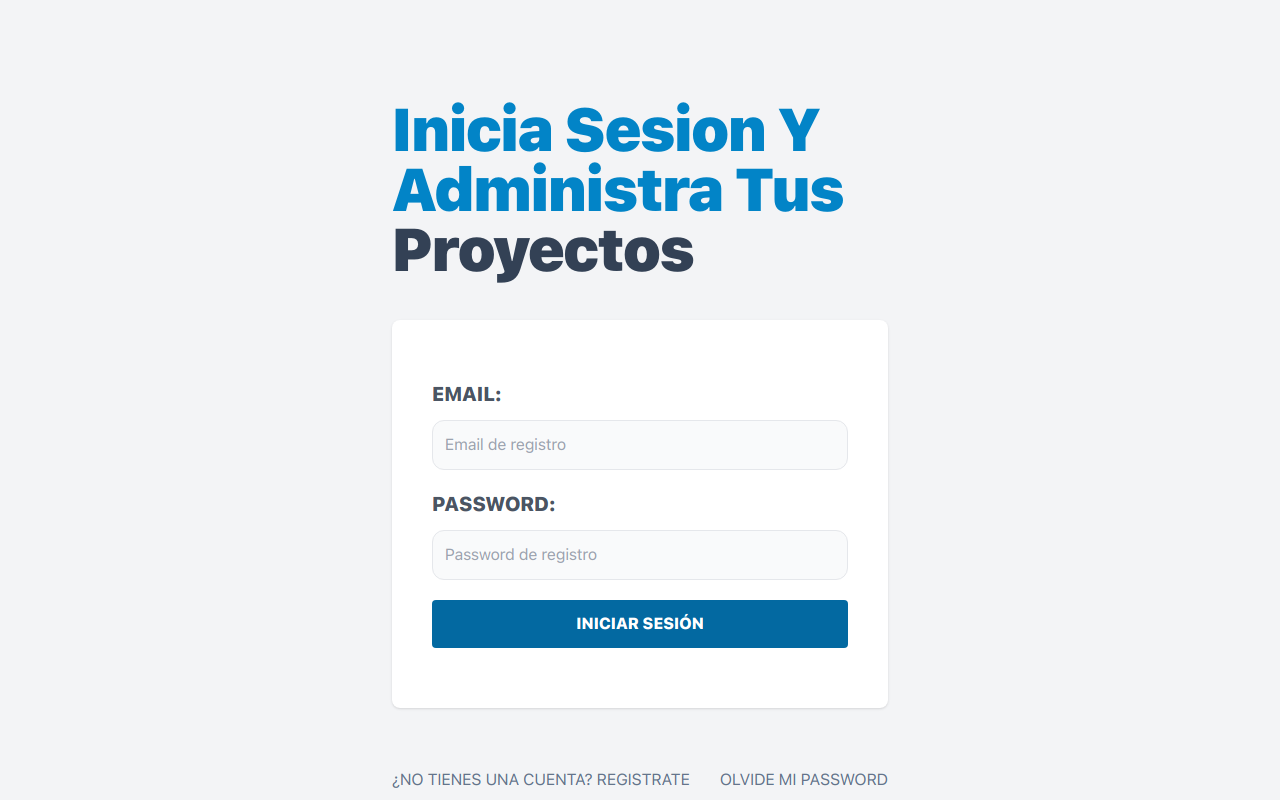 Inicia Sesion Y
Administra Tus
Proyectos
EMAIL:
Email de registro
PASSWORD:
Password de registro
INICIAR SESIÓN
¿NO TIENES UNA CUENTA? REGISTRATE OLVIDE MI PASSWORD